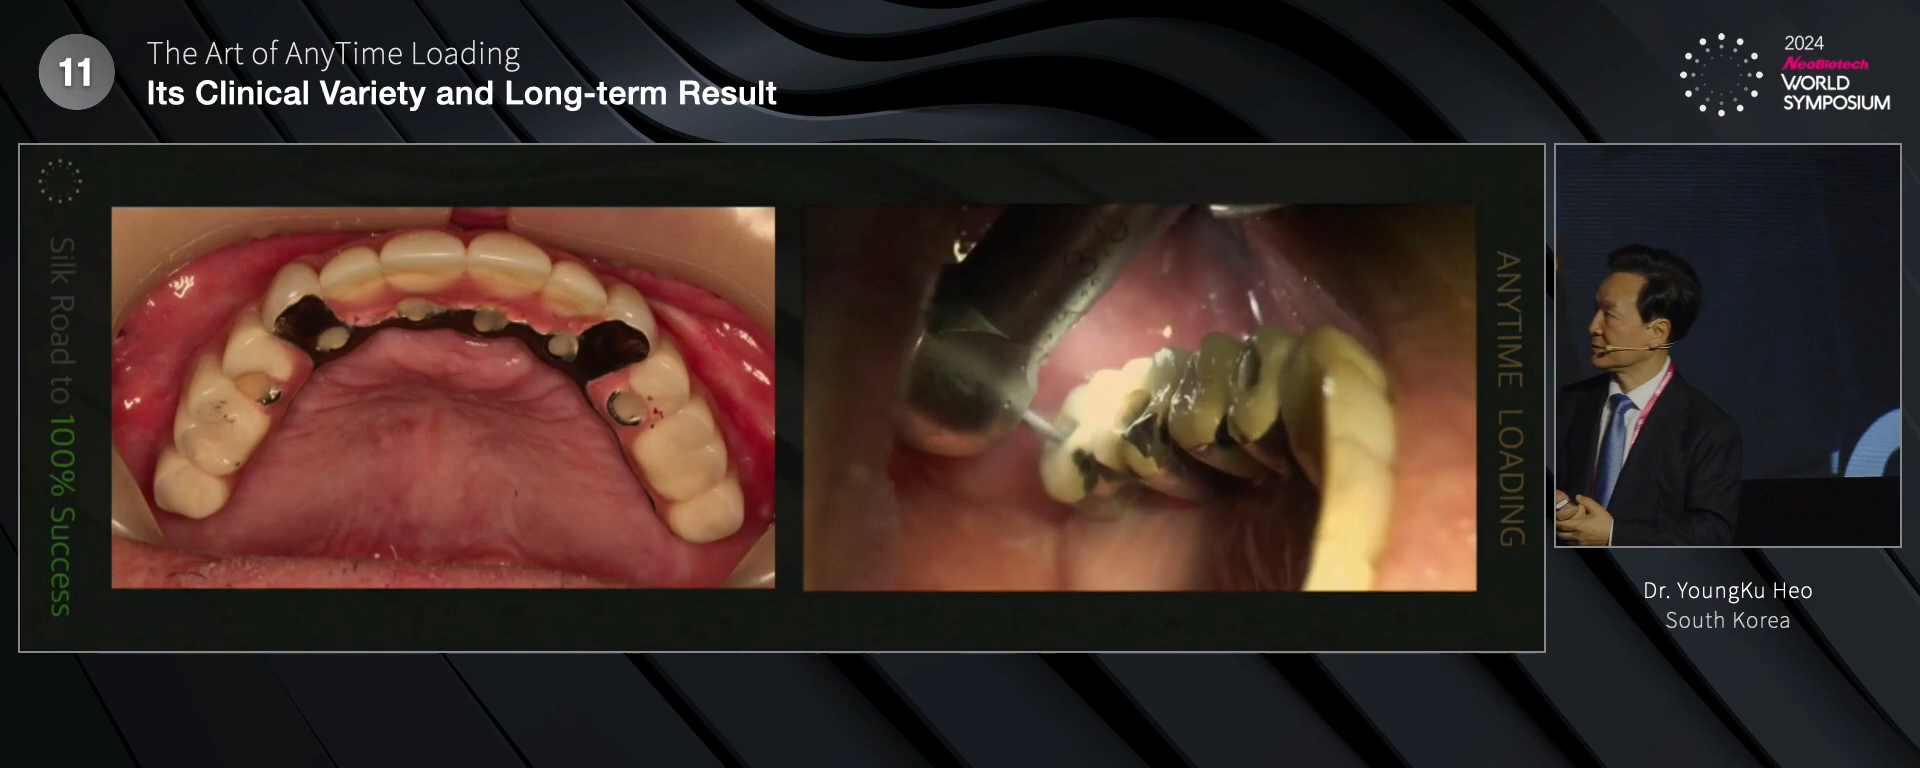 11
The Art of AnyTime Loading
Its Clinical Variety and Long-term Result
2024
NeoBiotech
WORLD
SYMPOSIUM
Silk Road to 100% Success
ANYTIME LOADING
Dr. YoungKu Heo
South Korea